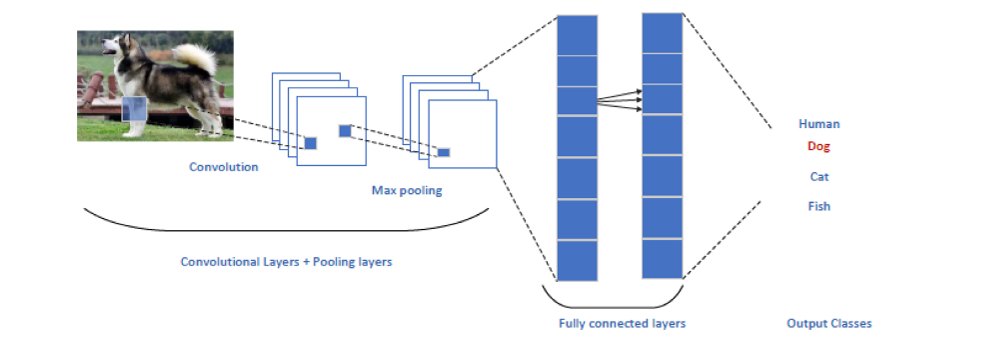 Convolution
Max pooling
Convolutional Layers + Pooling layers
Fully connected layers
Human
Dog
Cat
Fish
Output Classes